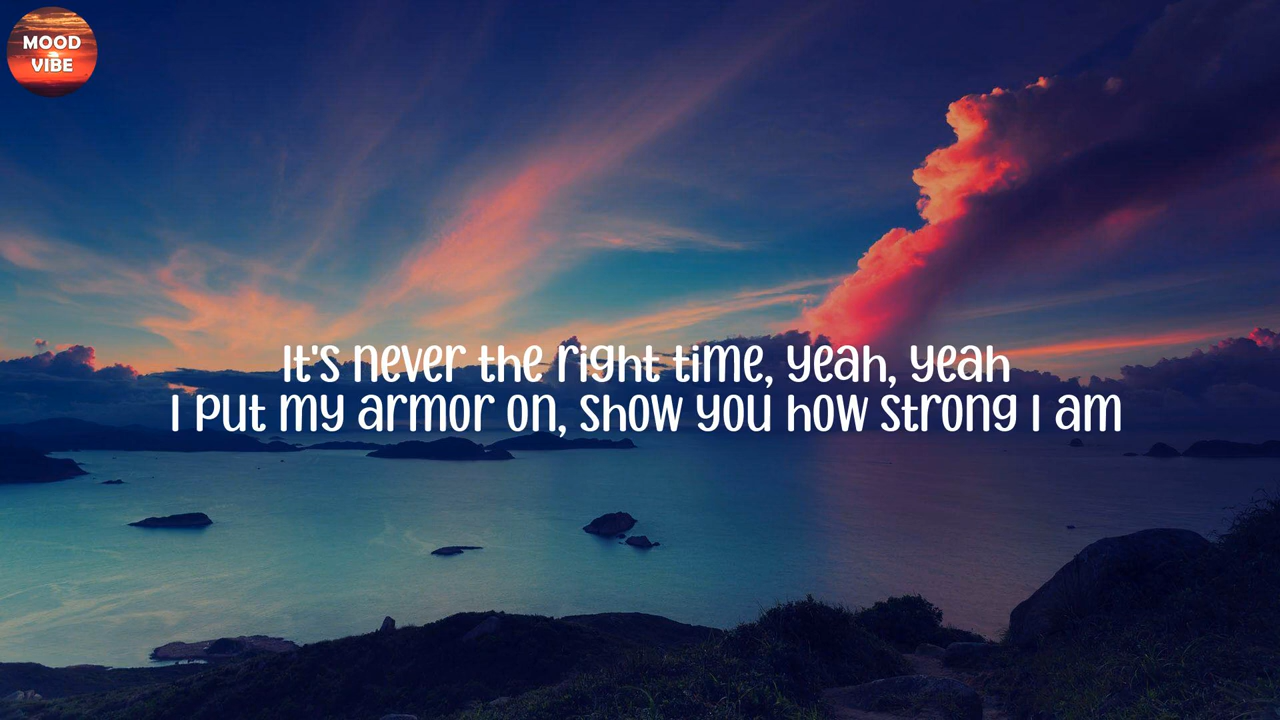 MOOD
VIBE
It's never the right time, yeah, yeah
I put my armor on, show you how strong I am